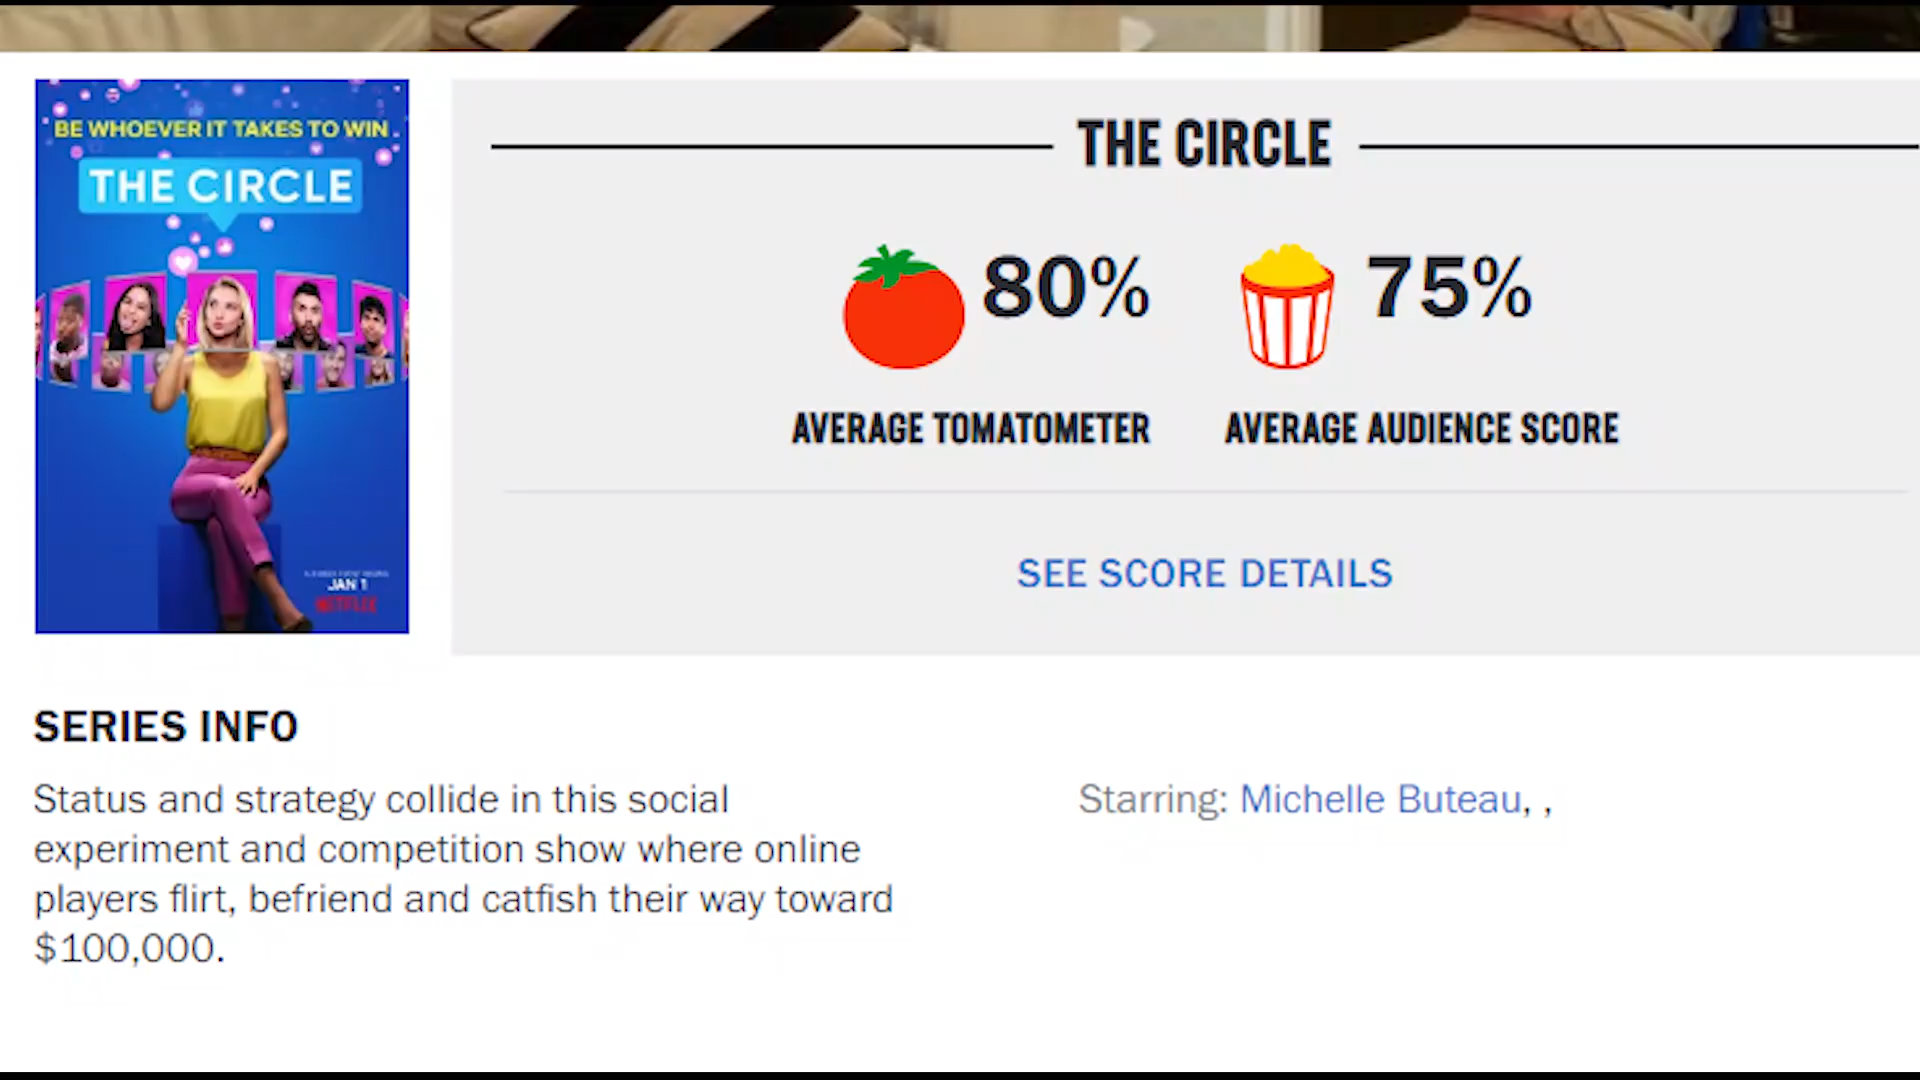 BE WHOEVER IT TAKES TO WIN.
THE CIRCLE
JAN 1
NETFLIX
THE CIRCLE
80% 75%
AVERAGE TOMATOMETER AVERAGE AUDIENCE SCORE
SEE SCORE DETAILS
SERIES INFO
Status and strategy collide in this social
experiment and competition show where online
players flirt, befriend and catfish their way toward
$100,000.
Starring: Michelle Buteau, ,